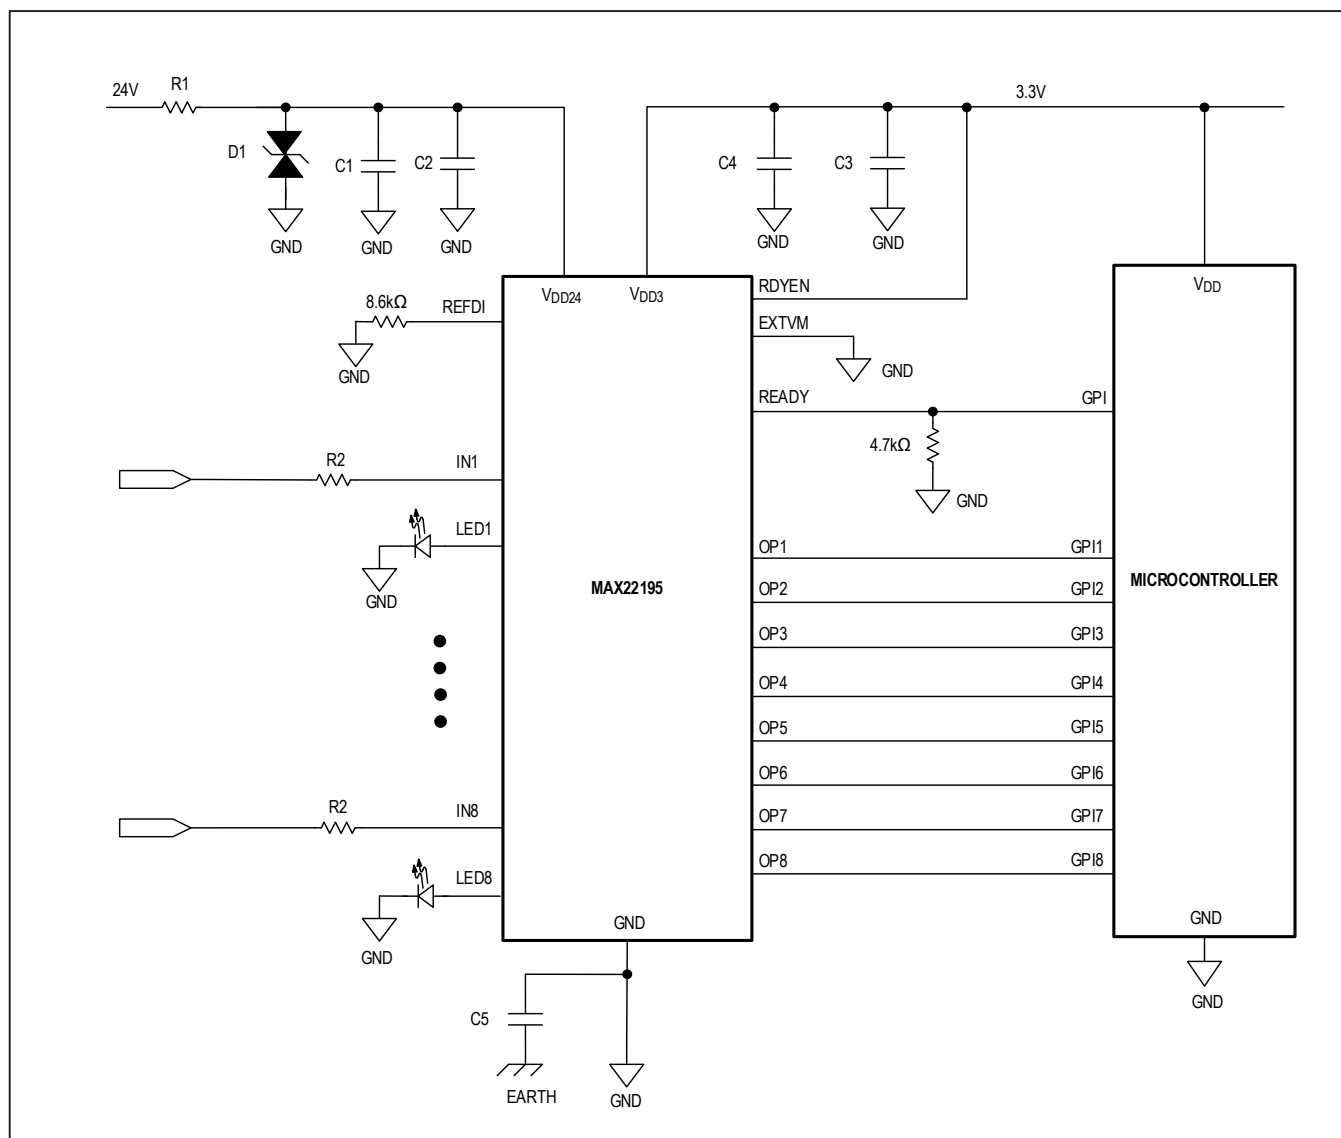 24V
R1
3.3V
D1
C1
C2
C4
C3
GND
GND
GND
GND
GND
VDD24
VDD3
RDYEN
VDD
8.6kΩ
REFDI
EXTVM
GND
GND
READY
GPI
4.7kΩ
GND
R2
IN1
LED1
GND
OP1
GPI1
MAX22195
MICROCONTROLLER
OP2
GPI2
OP3
GPI3
OP4
GPI4
OP5
GPI5
OP6
GPI6
R2
IN8
OP7
GPI7
LED8
OP8
GPI8
GND
GND
GND
GND
C5
EARTH
GND